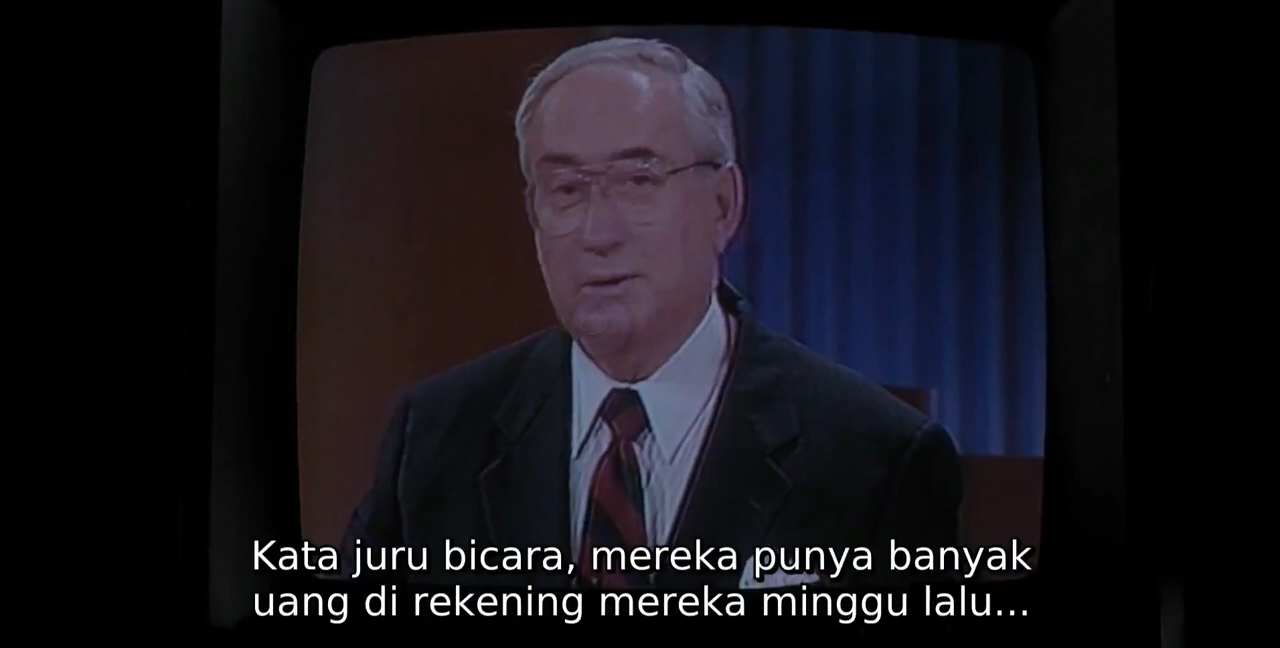 Kata juru bicara, mereka punya banyak
uang di rekening mereka minggu lalu...